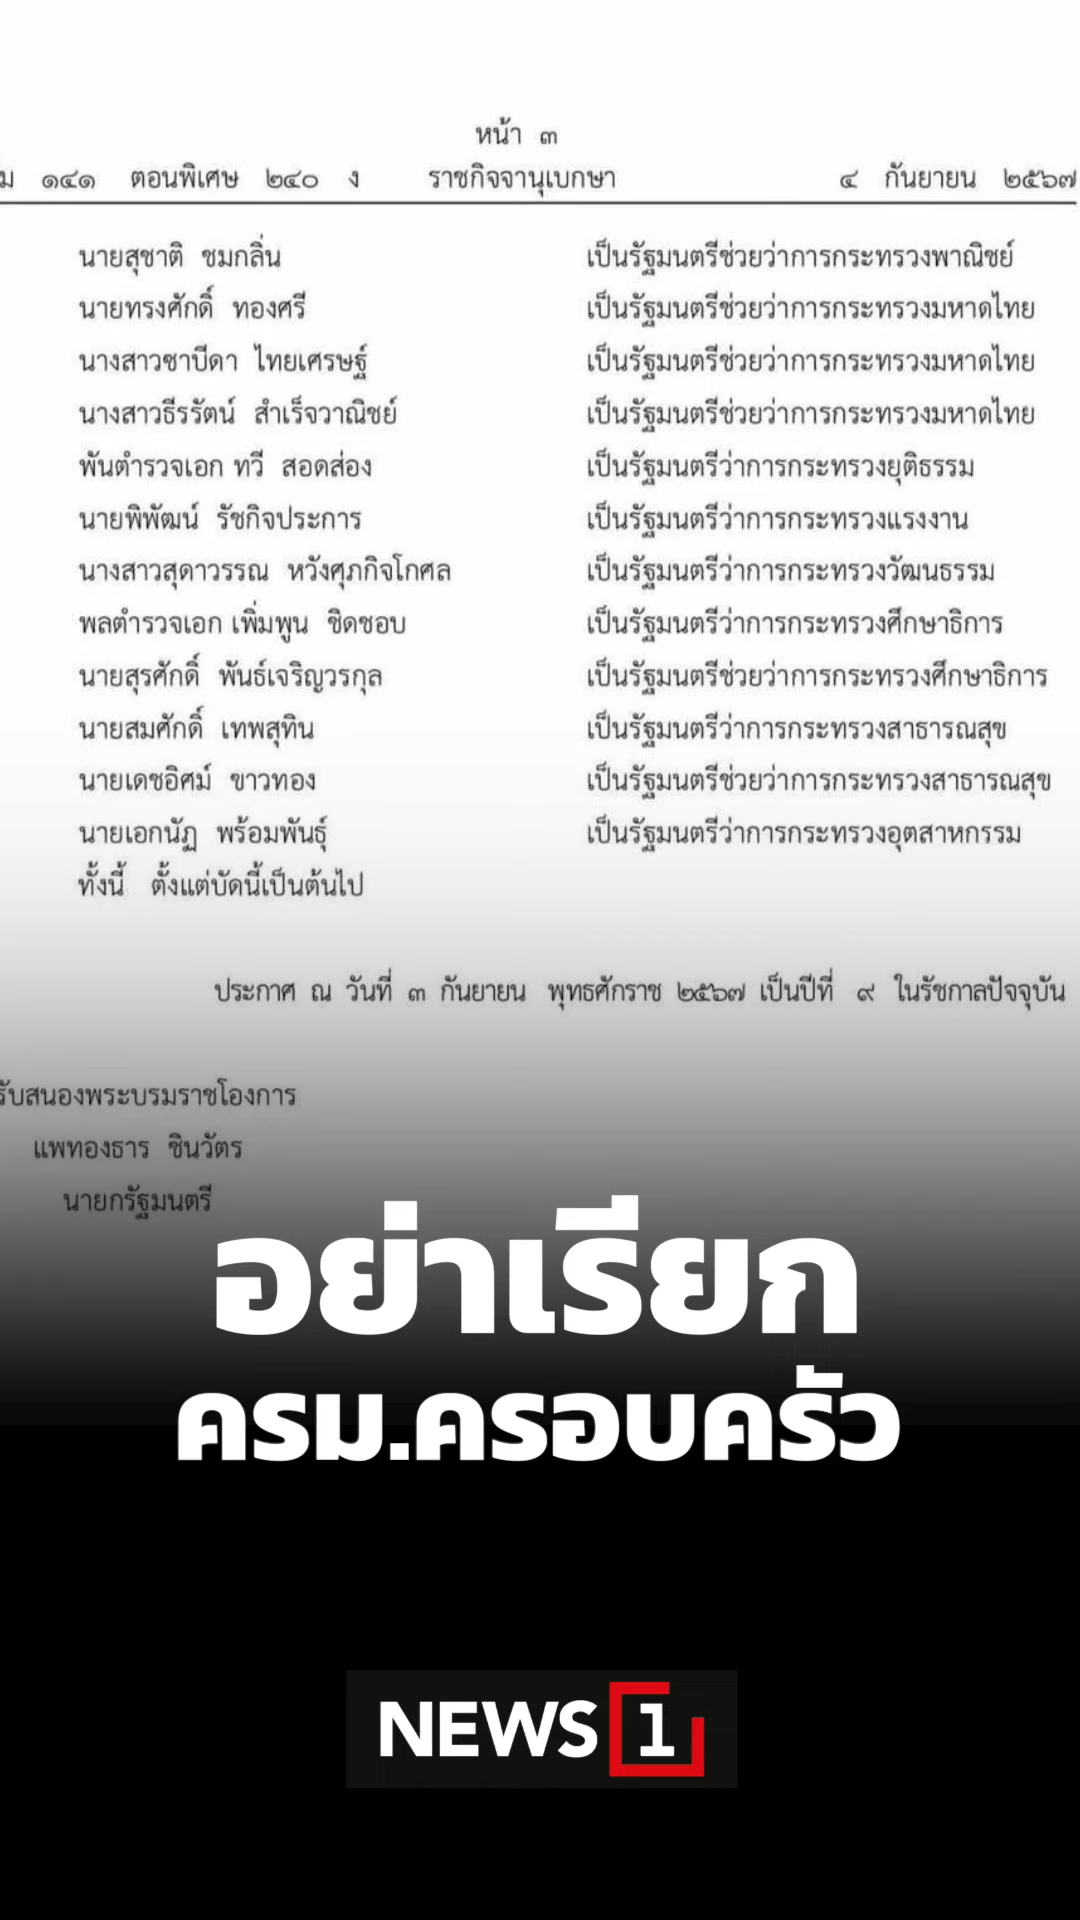 หน้า ๓
ม ๑๔๑ ตอนพิเศษ ๒๔๐ ง ราชกิจจานุเบกษา ๔ กันยายน ๒๕๖๗
นายสุชาติ ชมกลิ่น เป็นรัฐมนตรีช่วยว่าการกระทรวงพาณิชย์
นายทรงศักดิ์ ทองศรี เป็นรัฐมนตรีช่วยว่าการกระทรวงมหาดไทย
นางสาวซาบีดา ไทยเศรษฐ์ เป็นรัฐมนตรีช่วยว่าการกระทรวงมหาดไทย
นางสาวธีรรัตน์ สำเร็จวาณิชย์ เป็นรัฐมนตรีช่วยว่าการกระทรวงมหาดไทย
พันตำรวจเอก ทวี สอดส่อง เป็นรัฐมนตรีว่าการกระทรวงยุติธรรม
นายพิพัฒน์ รัชกิจประการ เป็นรัฐมนตรีว่าการกระทรวงแรงงาน
นางสาวสุดาวรรณ หวังศุภกิจโกศล เป็นรัฐมนตรีว่าการกระทรวงวัฒนธรรม
พลตำรวจเอก เพิ่มพูน ชิดชอบ เป็นรัฐมนตรีว่าการกระทรวงศึกษาธิการ
นายสุรศักดิ์ พันธ์เจริญวรกุล เป็นรัฐมนตรีช่วยว่าการกระทรวงศึกษาธิการ
นายสมศักดิ์ เทพสุทิน เป็นรัฐมนตรีว่าการกระทรวงสาธารณสุข
นายเดชอิศม์ ขาวทอง เป็นรัฐมนตรีช่วยว่าการกระทรวงสาธารณสุข
นายเอกนัฏ พร้อมพันธุ์ เป็นรัฐมนตรีว่าการกระทรวงอุตสาหกรรม
ทั้งนี้ ตั้งแต่บัดนี้เป็นต้นไป
ประกาศ ณ วันที่ ๓ กันยายน พุทธศักราช ๒๕๖๗ เป็นปีที่ ๙ ในรัชกาลปัจจุบัน
รับสนองพระบรมราชโองการ
แพทองธาร ชินวัตร
นายกรัฐมนตรี
อย่าเรียก
ครม.ครอบครัว
NEWS 1